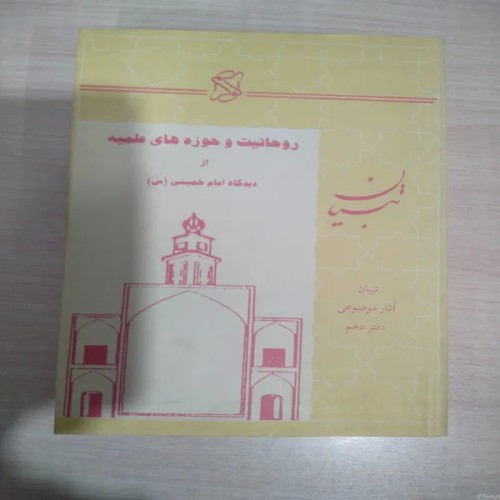 روحانیت و حوزه های علمیه
از
دیدگاه امام خمینی (س)
تبیان
تبیان
آثار موضوعی
دفتر دهم